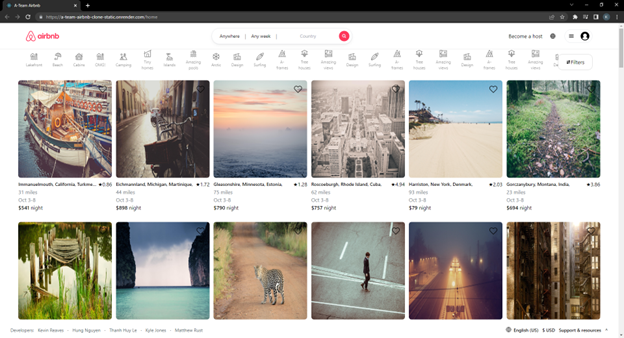 A-Team Airbnb
https://a-team-airbnb-clone-static.onrender.com/home
airbnb
Anywhere Any week Country
Become a host
Lakefront Beach Cabins OMG! Camping Tiny homes Islands Amazing pools Arctic Design Surfing A-frames Tree houses Amazing views Design Surfing A-frames Tree houses Amazing views Design A-frames Tree houses Amazing views
Filters
Immanuelmouth, California, Turkme... 0.86
31 miles
Oct 3-8
$541 night
Eichmannland, Michigan, Martinique, 1.72
44 miles
Oct 3-8
$898 night
Gleasonshire, Minnesota, Estonia, 1.28
75 miles
Oct 3-8
$790 night
Roscoeburgh, Rhode Island, Cuba, 4.94
62 miles
Oct 3-8
$757 night
Harriston, New York, Denmark, 2.03
93 miles
Oct 3-8
$79 night
Gorczanybury, Montana, India, 3.86
23 miles
Oct 3-8
$694 night
Developers: Kevin Reaves · Hung Nguyen · Thanh Huy Le · Kyle Jones · Matthew Rust
English (US) $ USD Support & resources